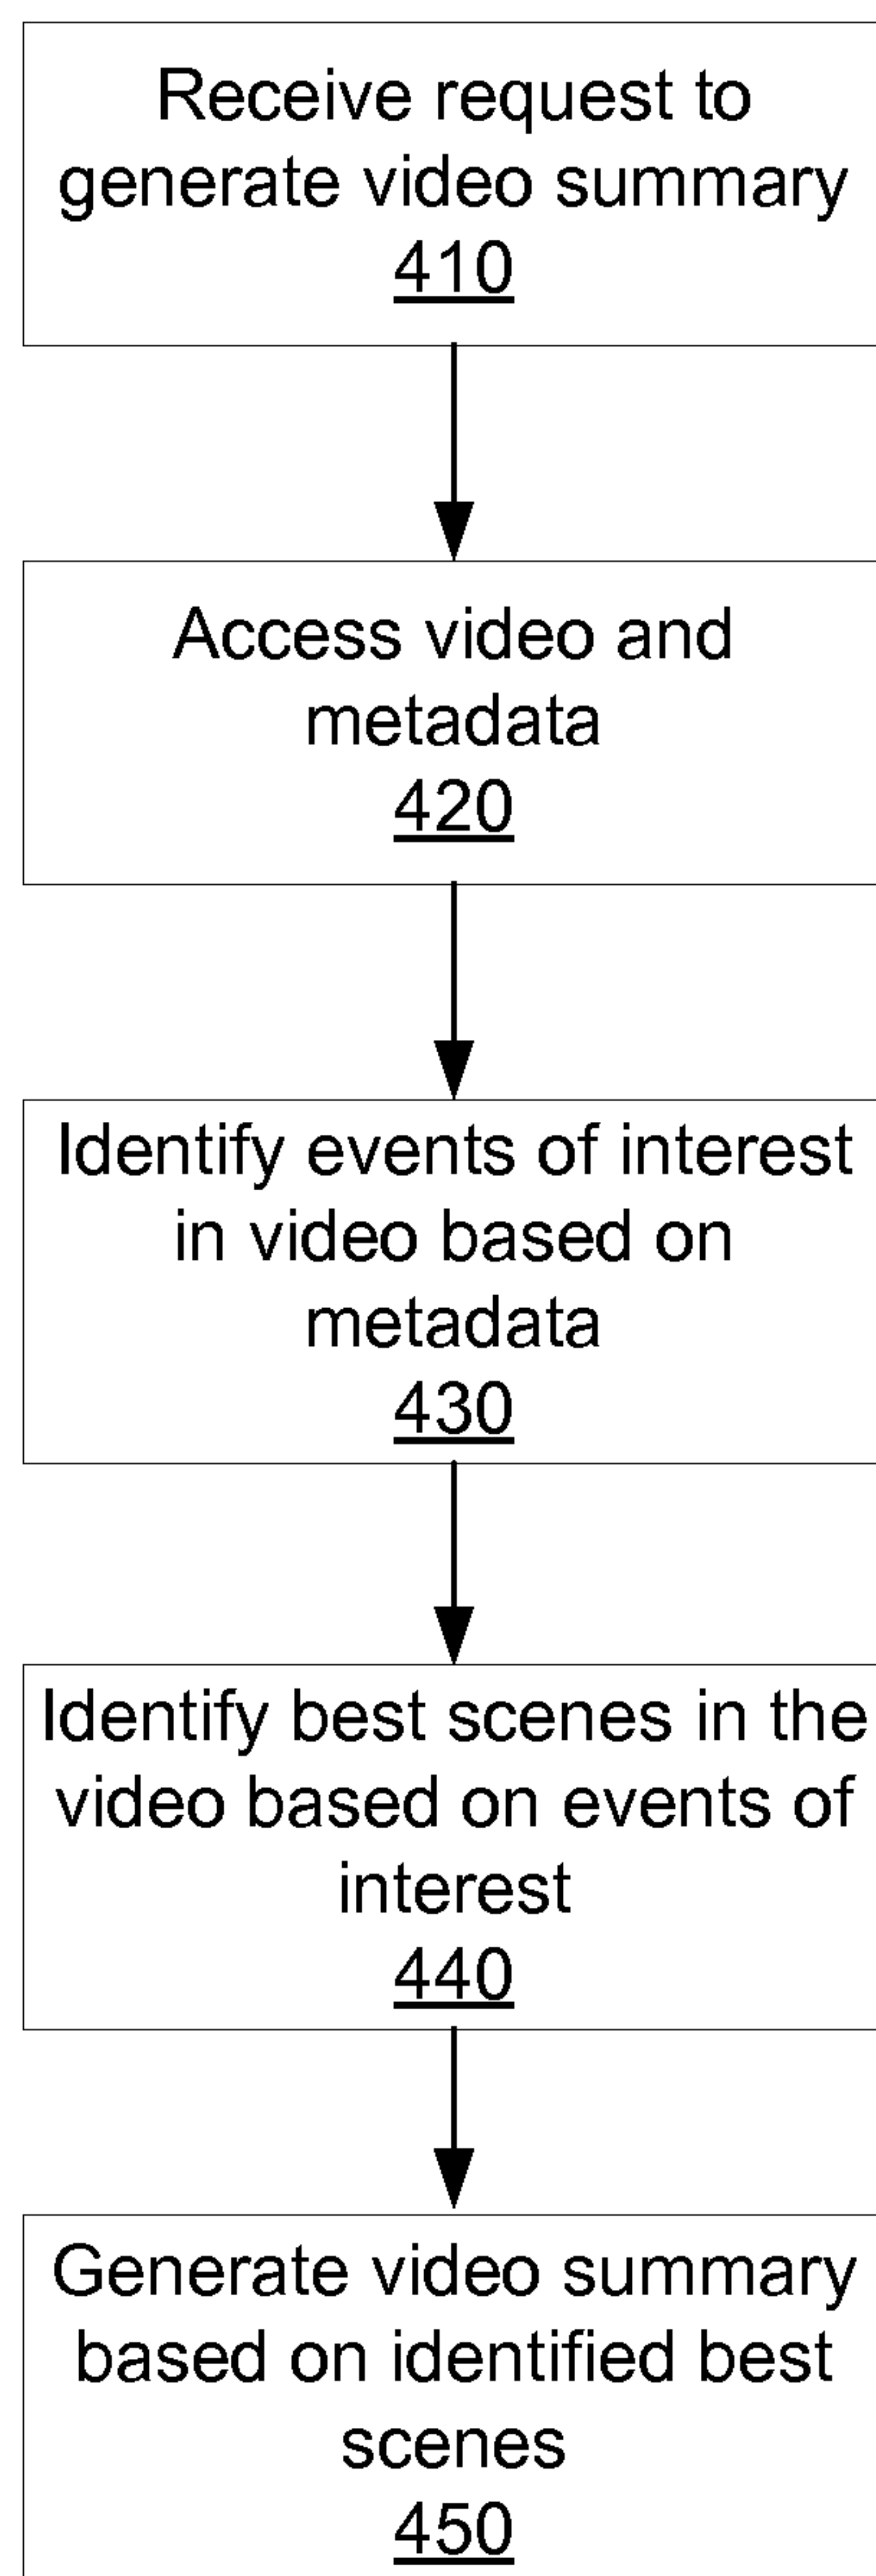 Receive request to
generate video summary
410
Access video and
metadata
420
Identify events of interest
in video based on
metadata
430
Identify best scenes in the
video based on events of
interest
440
Generate video summary
based on identified best
scenes
450